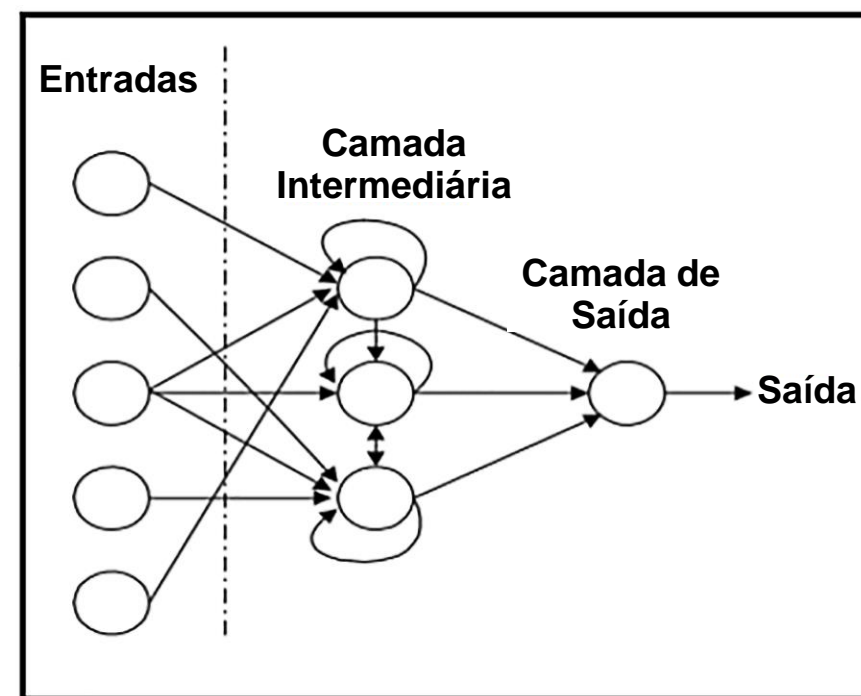 Entradas
Camada
Intermediária
Camada de
Saída
Saída